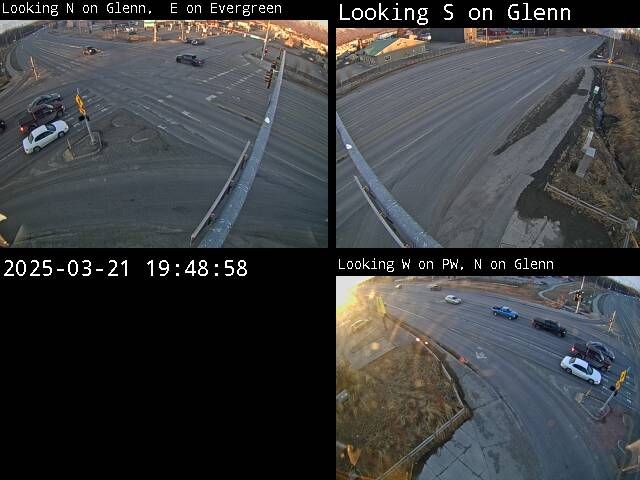 Looking N on Glenn, E on Evergreen
Looking S on Glenn
2025-03-21 19:48:58
Looking W on PW, N on Glenn